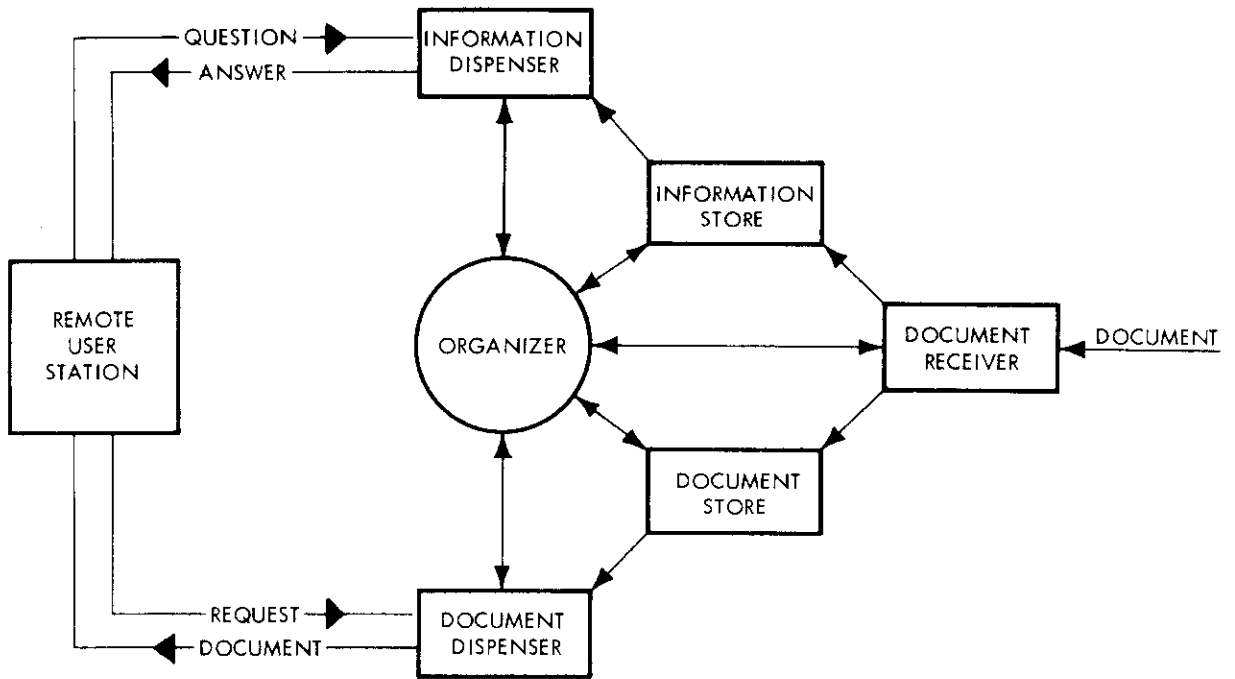 QUESTION
ANSWER
INFORMATION
DISPENSER
INFORMATION
STORE
REMOTE
USER
STATION
ORGANIZER
DOCUMENT
RECEIVER
DOCUMENT
DOCUMENT
STORE
REQUEST
DOCUMENT
DOCUMENT
DISPENSER